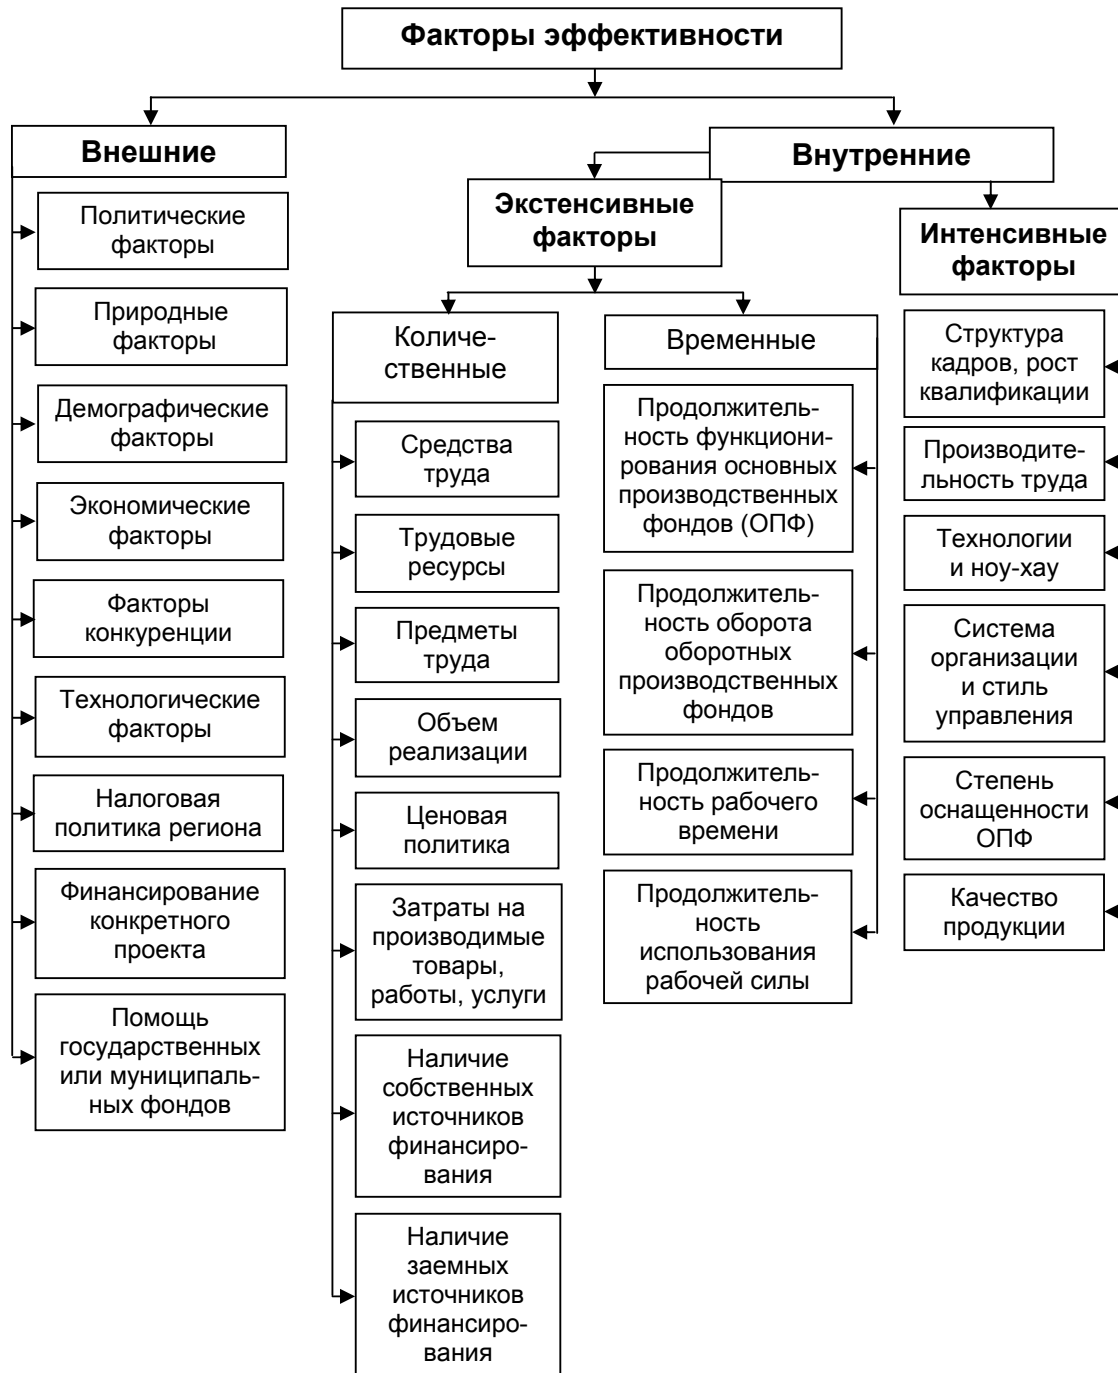 Факторы эффективности
Внешние
Политические
факторы
Природные
факторы
Демографические
факторы
Экономические
факторы
Факторы
конкуренции
Технологические
факторы
Налоговая
политика региона
Финансирование
конкретного
проекта
Помощь
государственных
или муниципаль-
ных фондов
Внутренние
Экстенсивные
факторы
Количе-
ственные
Средства
труда
Трудовые
ресурсы
Предметы
труда
Объем
реализации
Ценовая
политика
Затраты на
производимые
товары,
работы, услуги
Наличие
собственных
источников
финансиро-
вания
Наличие
заемных
источников
финансиро-
вания
Временные
Продолжитель-
ность функциони-
рования основных
производственных
фондов (ОПФ)
Продолжитель-
ность оборота
оборотных
производственных
фондов
Продолжитель-
ность рабочего
времени
Продолжитель-
ность
использования
рабочей силы
Интенсивные
факторы
Структура
кадров, рост
квалификации
Производите-
льность труда
Технологии
и ноу-хау
Система
организации
и стиль
управления
Степень
оснащенности
ОПФ
Качество
продукции